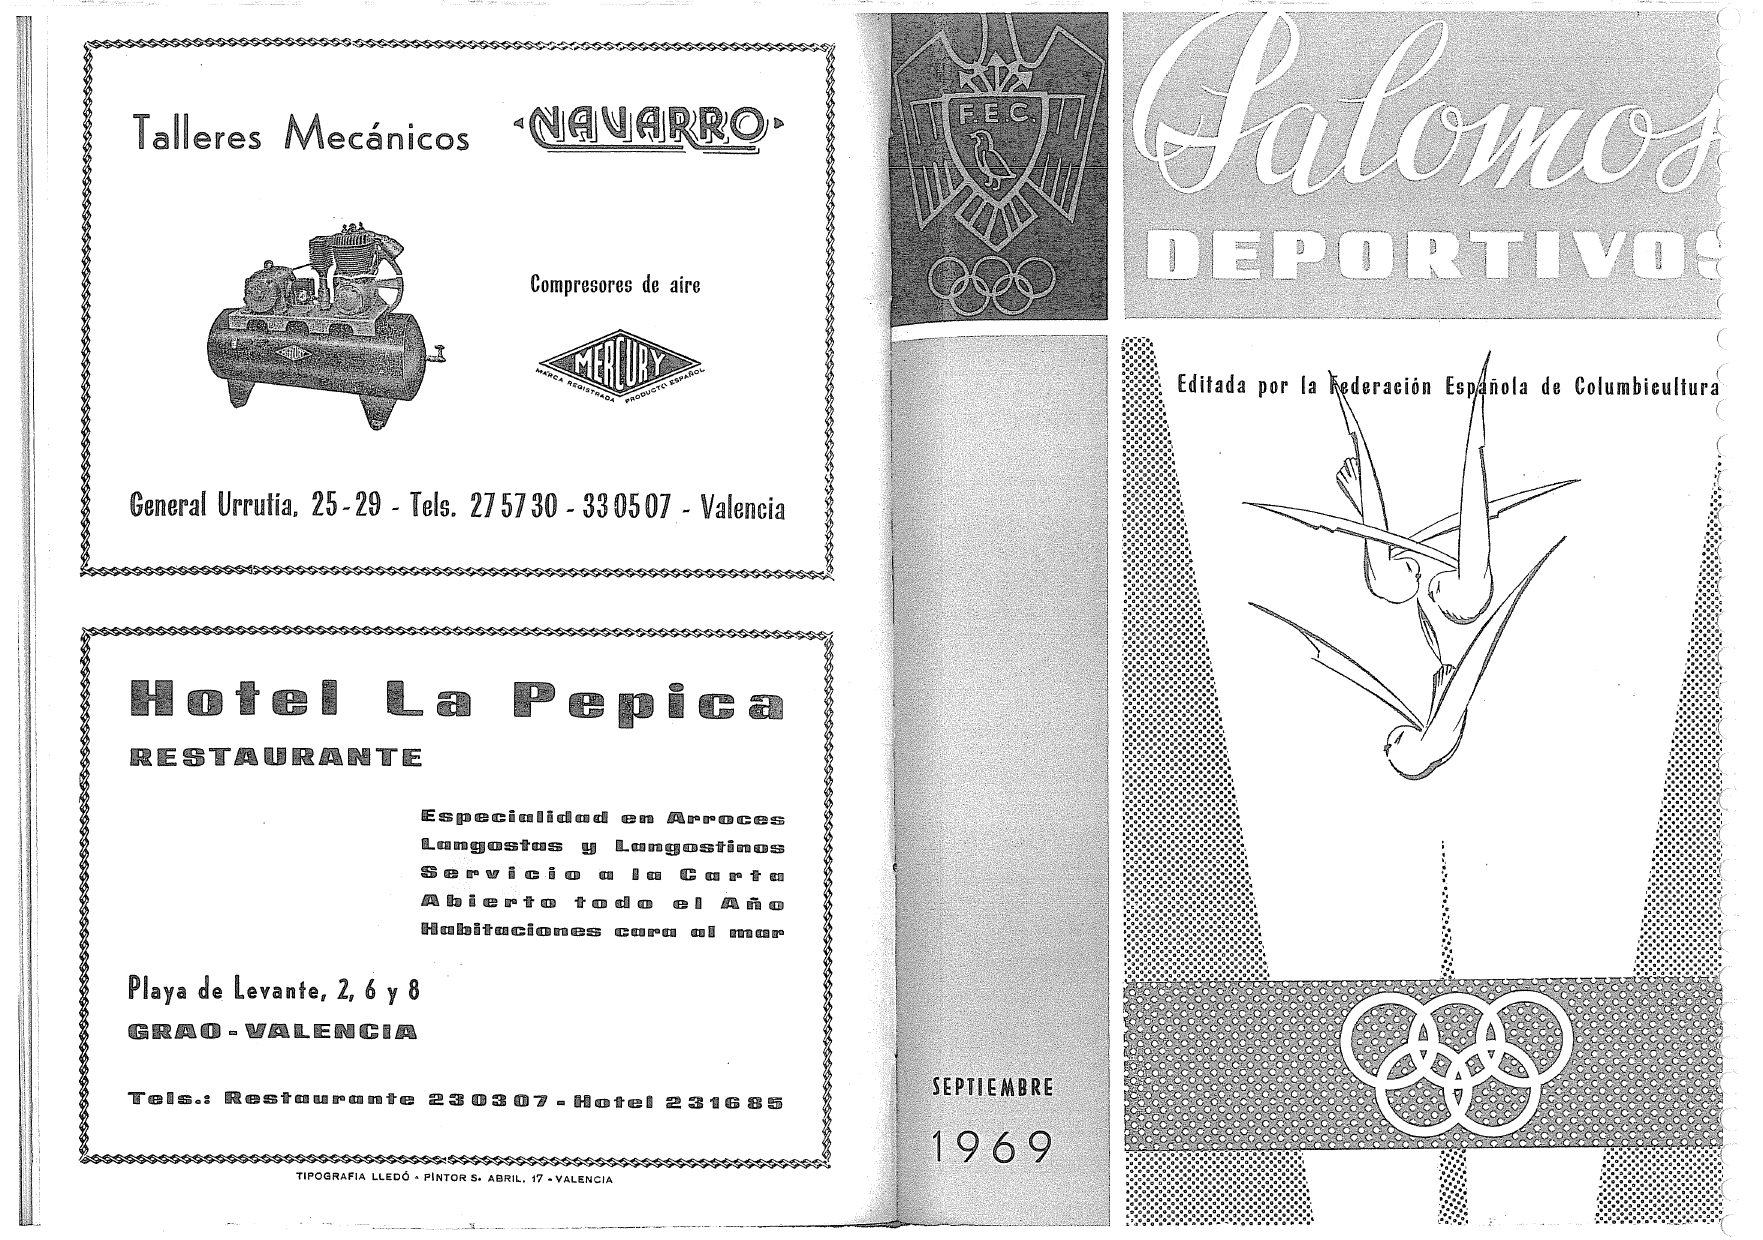 Talleres Mecánicos NAVARRO
Compresores de aire
MERCURY
MARCA REGISTRADA PRODUCTO ESPAÑOL
General Urrutia, 25-29 - Tels. 27 57 30 - 33 05 07 - Valencia
Hotel La Pepica
RESTAURANTE
Especialidad en Arroces
Langostas y Langostinos
Servicio a la Carta
Abierto todo el Año
Habitaciones cara al mar
Playa de Levante, 2, 6 y 8
GRAO-VALENCIA
Tels.: Restaurante 230307 - Hotel 231685
TIPOGRAFIA LLEDÓ - PINTOR S. ABRIL, 17 - VALENCIA
F.E.C.
SEPTIEMBRE
1969
Palomos
DEPORTIVOS
Editada por la Federación Española de Columbicultura